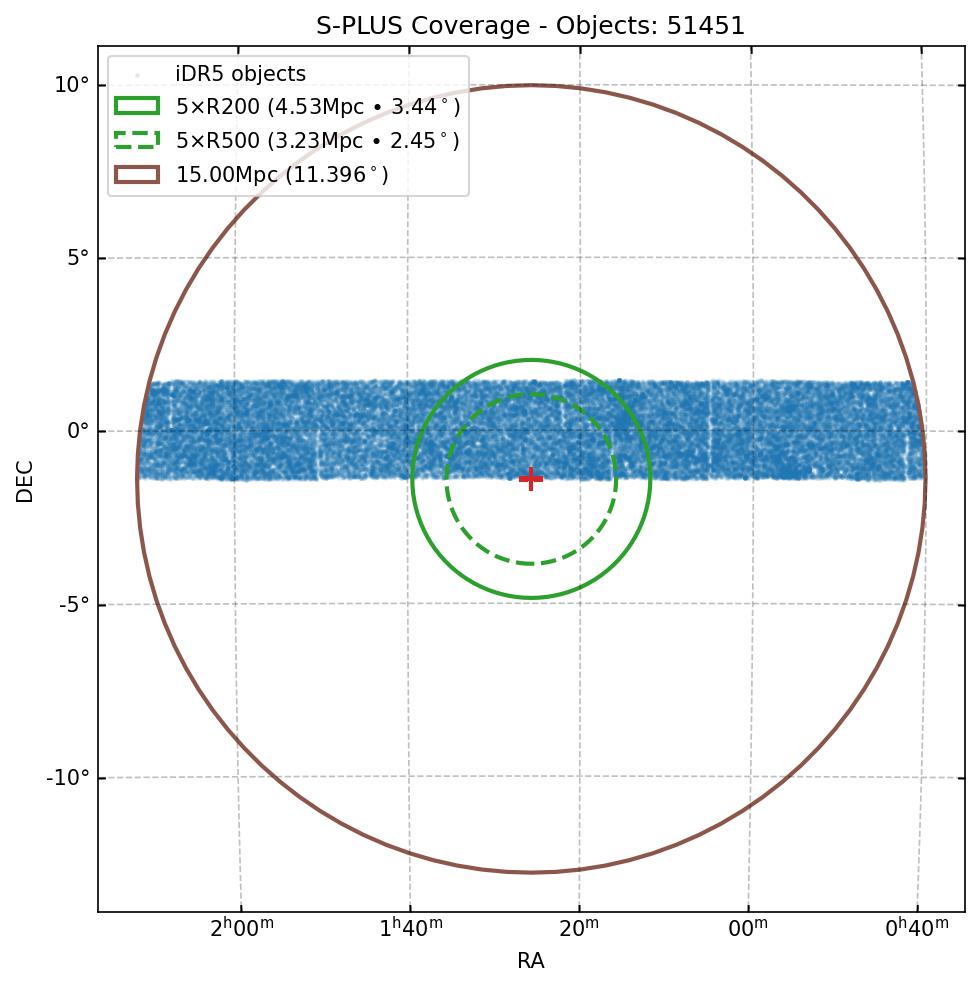 S-PLUS Coverage - Objects: 51451
iDR5 objects
5×R200 (4.53Mpc • 3.44°)
5×R500 (3.23Mpc • 2.45°)
15.00Mpc (11.396°)
10°
5°
0°
-5°
-10°
DEC
2ʰ00ᵐ 1ʰ40ᵐ 20ᵐ 00ᵐ 0ʰ40ᵐ
RA